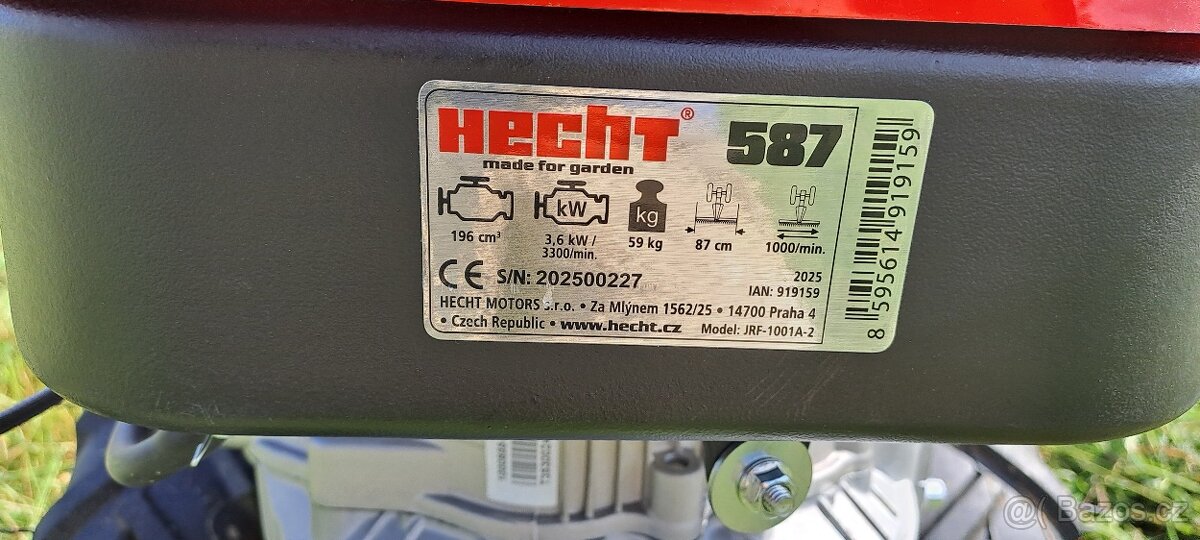 HECHT® 587
made for garden
kW
kg
196 cm³
3,6 kW /
3300/min.
59 kg
87 cm
1000/min.
CE S/N: 202500227
2025
IAN: 919159
HECHT MOTORS s.r.o. • Za Mlýnem 1562/25 • 14700 Praha 4
• Czech Republic • www.hecht.cz
Model: JRF-1001A-2
8 595614 919159
@( Bazos.cz